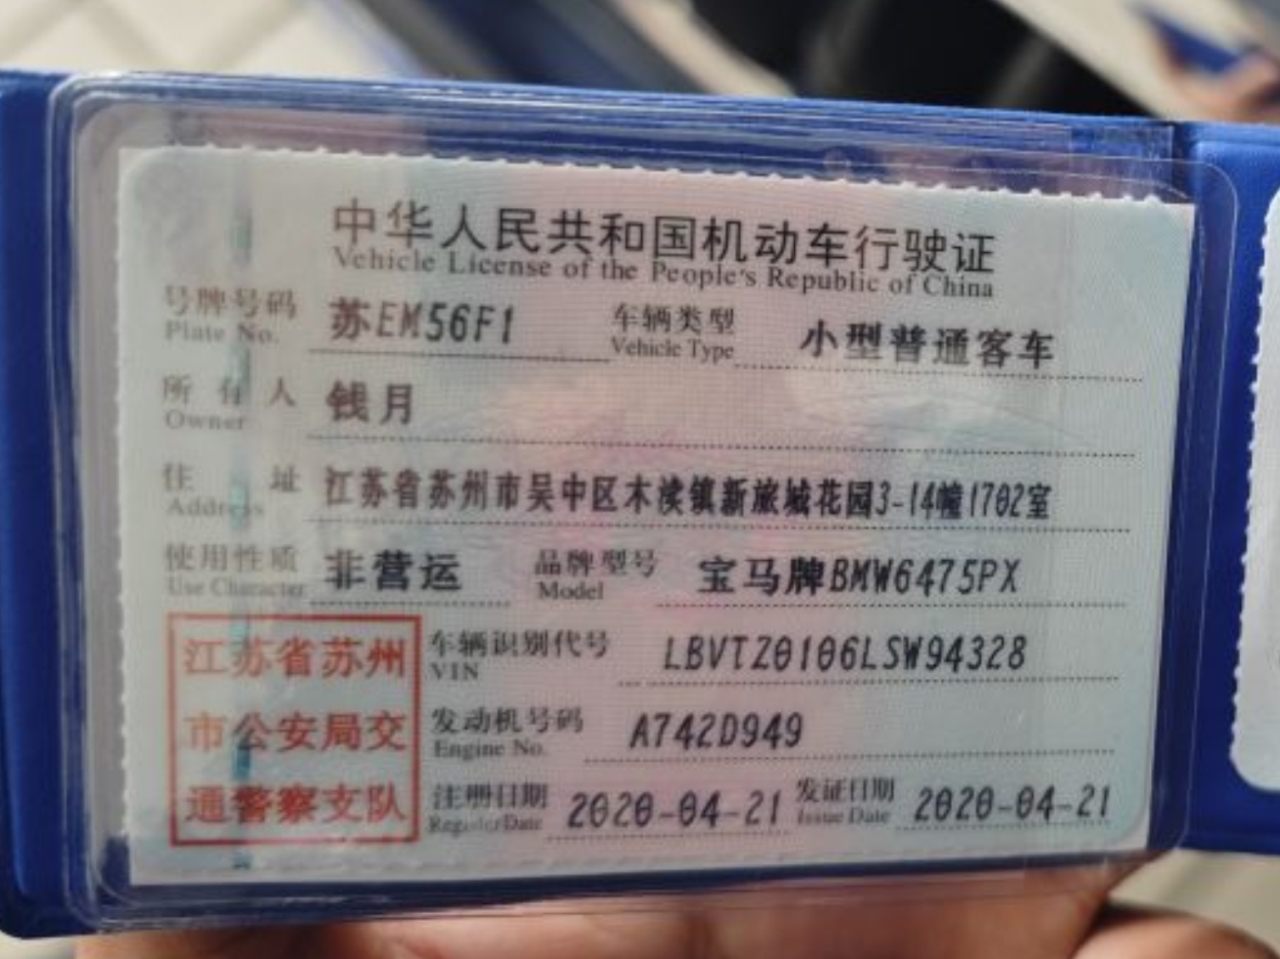 中华人民共和国机动车行驶证
Vehicle License of the People's Republic of China
号牌号码 苏EM56F1 车辆类型 小型普通客车
Plate No. Vehicle Type
所有人 钱月
Owner
住址 江苏省苏州市吴中区木渎镇新旅城花园3-14幢1702室
Address
使用性质 非营运 品牌型号 宝马牌BMW6475PX
Use Character Model
江苏省苏州
市公安局交
通警察支队
车辆识别代号 LBVTZ0106LSW94328
VIN
发动机号码 A742D949
Engine No.
注册日期 2020-04-21 发证日期 2020-04-21
Register Date Issue Date